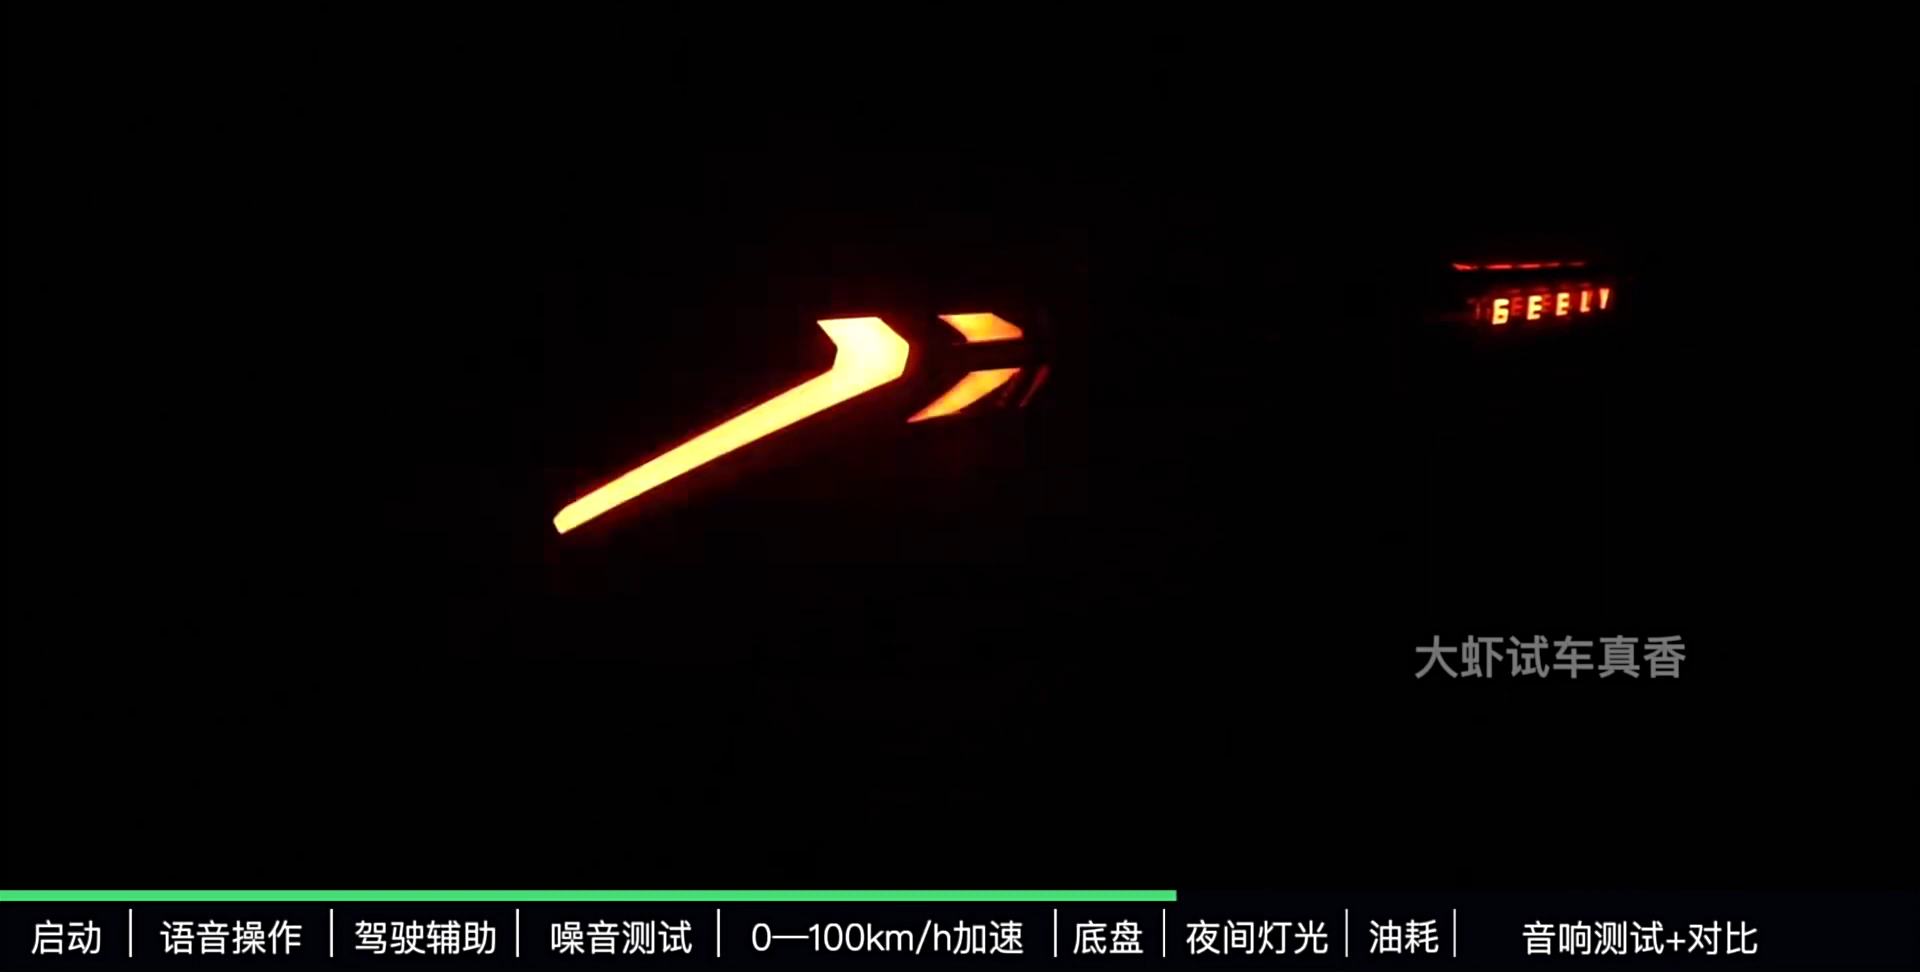 GEELY
大虾试车真香
启动 | 语音操作 | 驾驶辅助 | 噪音测试 | 0—100km/h加速 | 底盘 | 夜间灯光 | 油耗 | 音响测试+对比